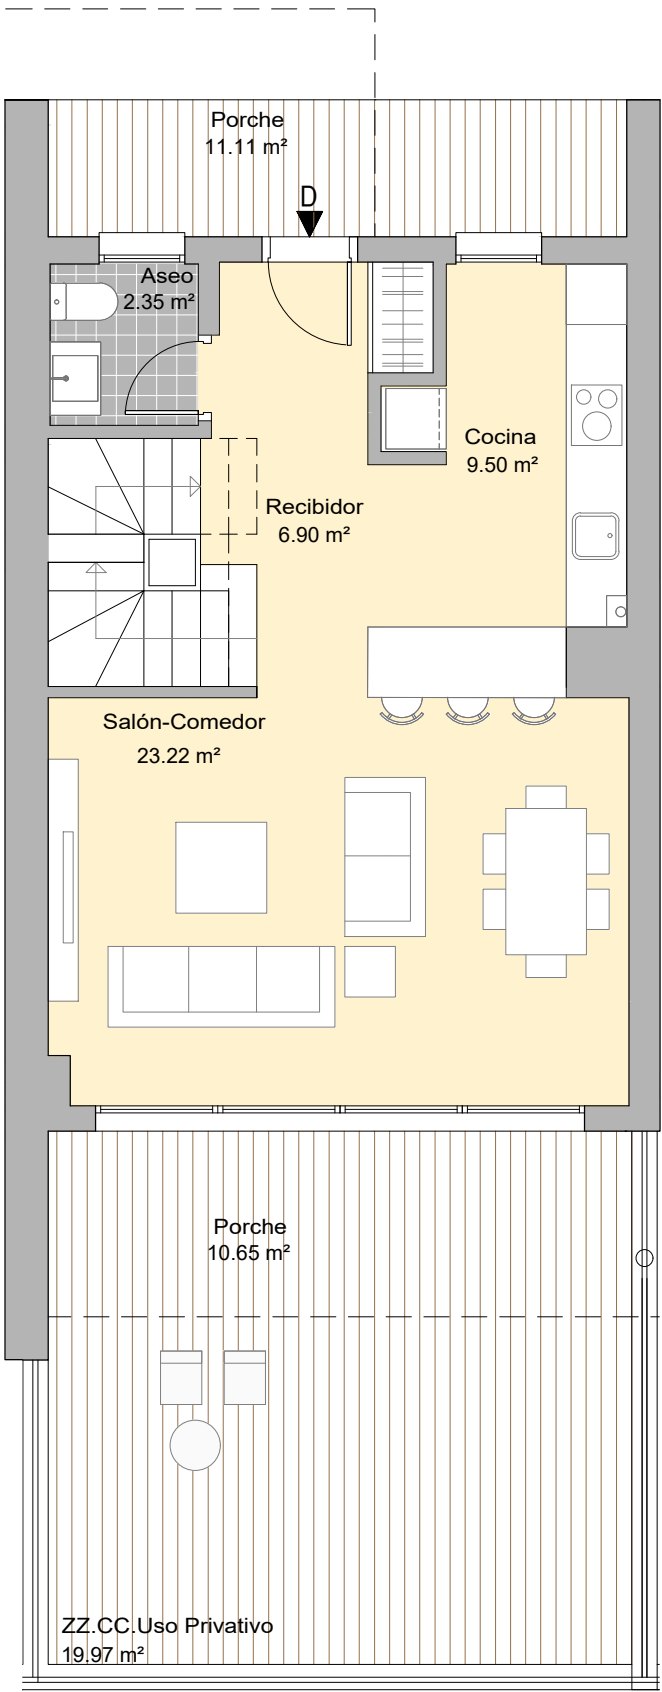 Porche
11.11 m²
D
Aseo
2.35 m²
Cocina
9.50 m²
Recibidor
6.90 m²
Salón-Comedor
23.22 m²
Porche
10.65 m²
ZZ.CC.Uso Privativo
19.97 m²